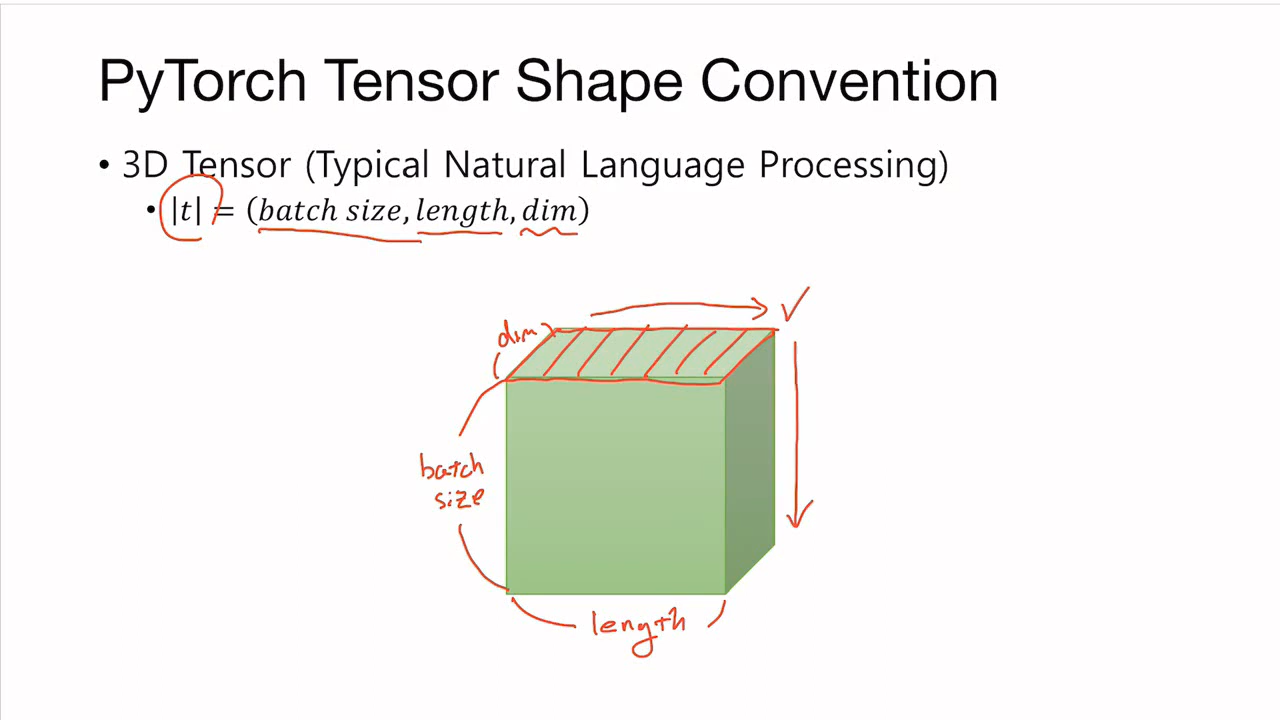 PyTorch Tensor Shape Convention
• 3D Tensor (Typical Natural Language Processing)
• |t| = (batch size, length, dim)
dim
batch
size
length